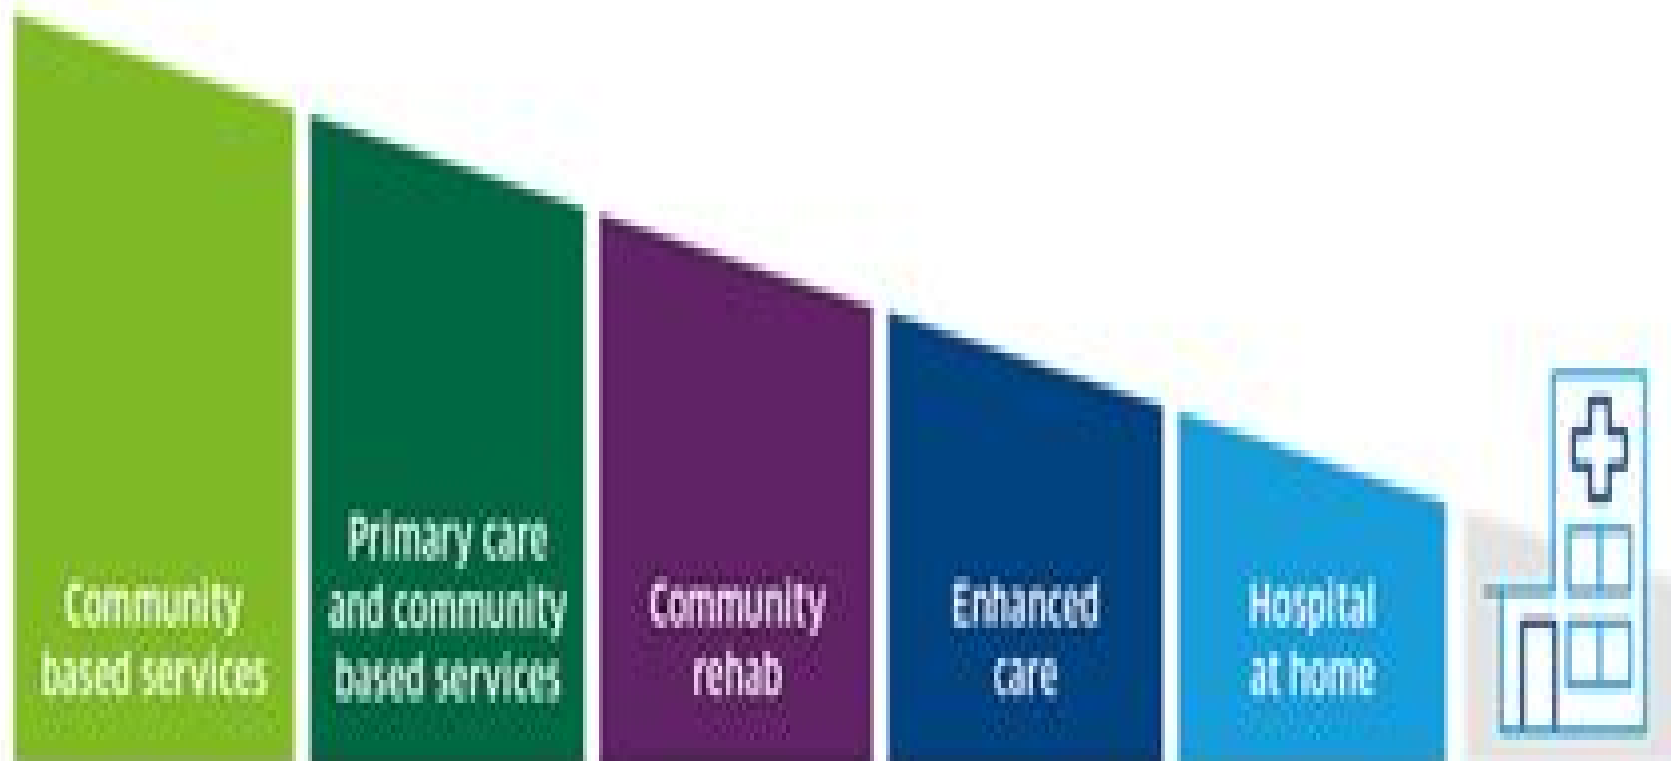 Community
based services
Primary care
and community
based services
Community
rehab
Enhanced
care
Hospital
at home